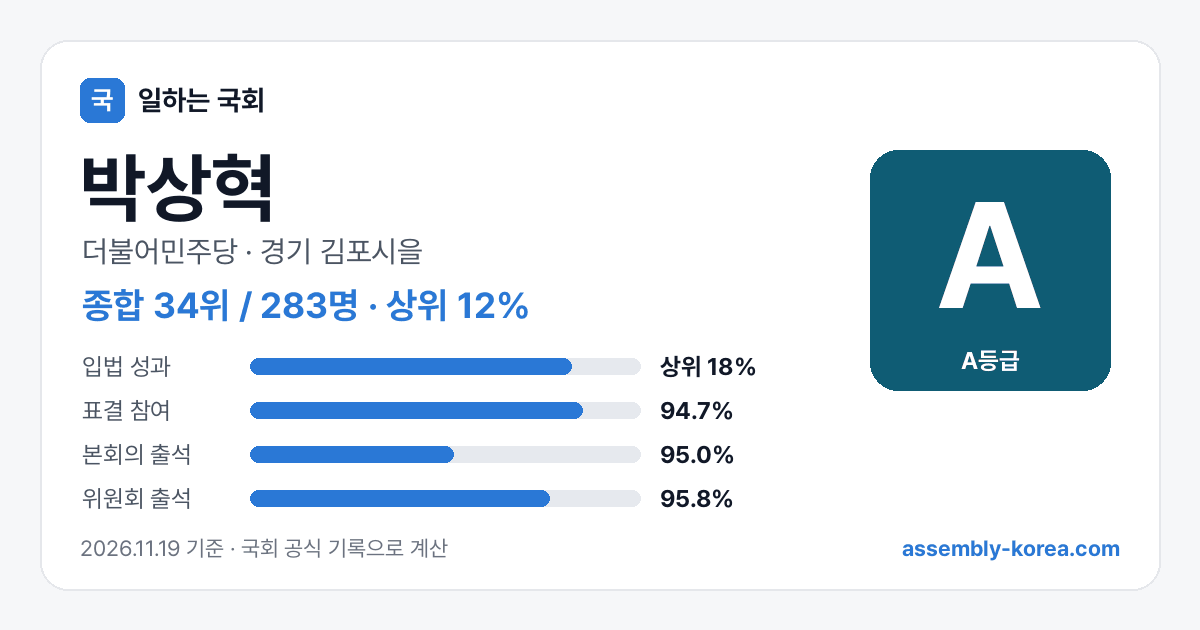 국 일하는 국회
박상혁
더불어민주당 · 경기 김포시을
종합 34위 / 283명 · 상위 12%
A
A등급
입법 성과 상위 18%
표결 참여 94.7%
본회의 출석 95.0%
위원회 출석 95.8%
2026.11.19 기준 · 국회 공식 기록으로 계산
assembly-korea.com